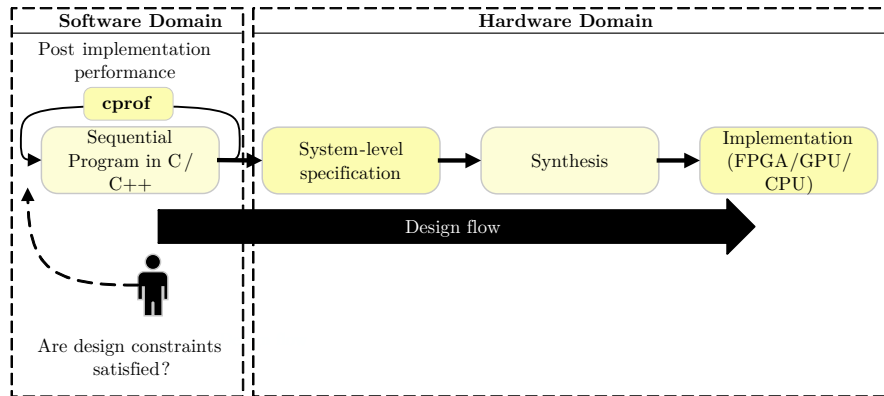 Software Domain
Hardware Domain
Post implementation
performance
cprof
Sequential
Program in C/
C++
System-level
specification
Synthesis
Implementation
(FPGA/GPU/
CPU)
Design flow
Are design constraints
satisfied?